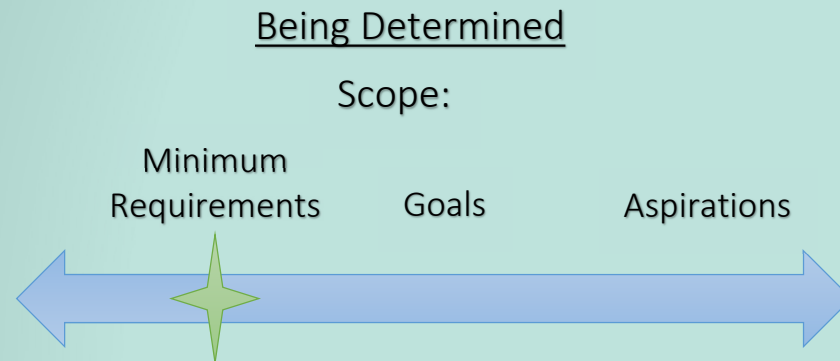 Being Determined
Scope:
Minimum
Requirements
Goals
Aspirations